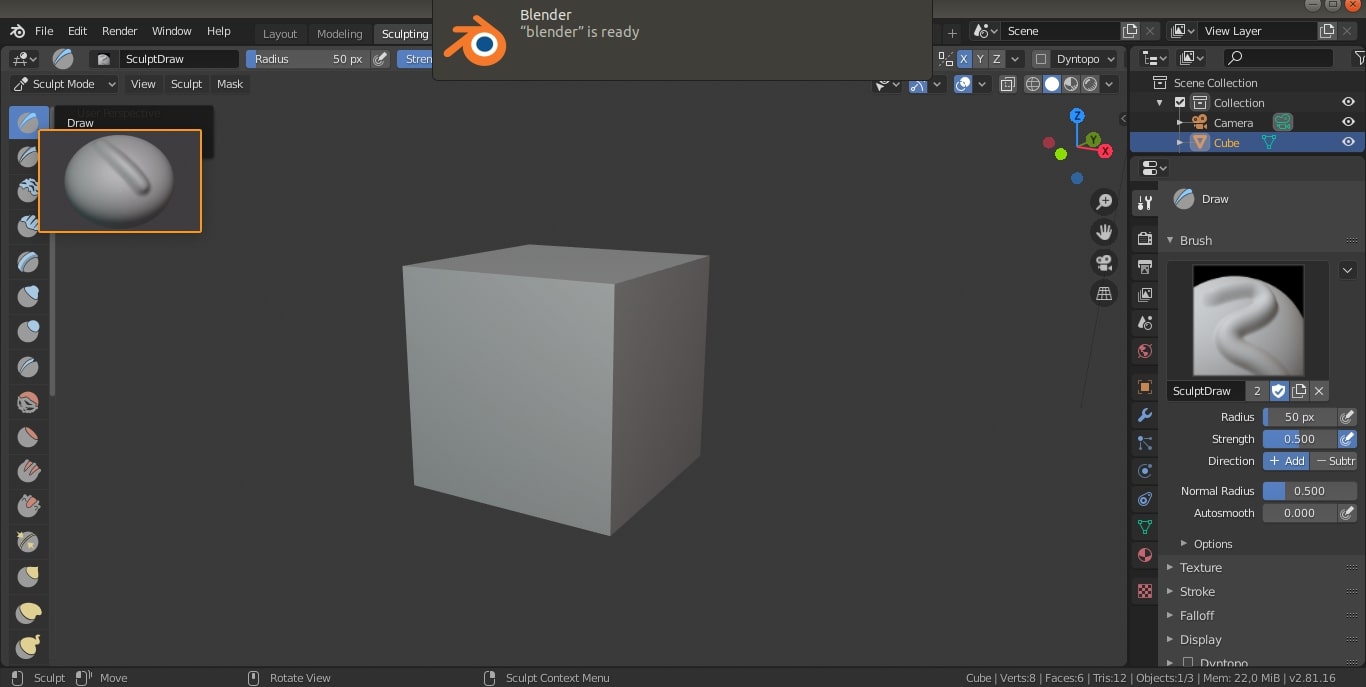 Blender
“blender” is ready
File Edit Render Window Help Layout Modeling Sculpting Scene View Layer
SculptDraw Radius 50 px X Y Z Dyntopo
Sculpt Mode View Sculpt Mask
User Perspective
Draw
Z
Y
X
Scene Collection
Collection
Camera
Cube
Draw
Brush
SculptDraw 2
Radius 50 px
Strength 0.500
Direction + Add − Subtr
Normal Radius 0.500
Autosmooth 0.000
Options
Texture
Stroke
Falloff
Display
Dyntopo
Sculpt Move Rotate View Sculpt Context Menu Cube | Verts:8 | Faces:6 | Tris:12 | Objects:1/3 | Mem: 22,0 MiB | v2.81.16